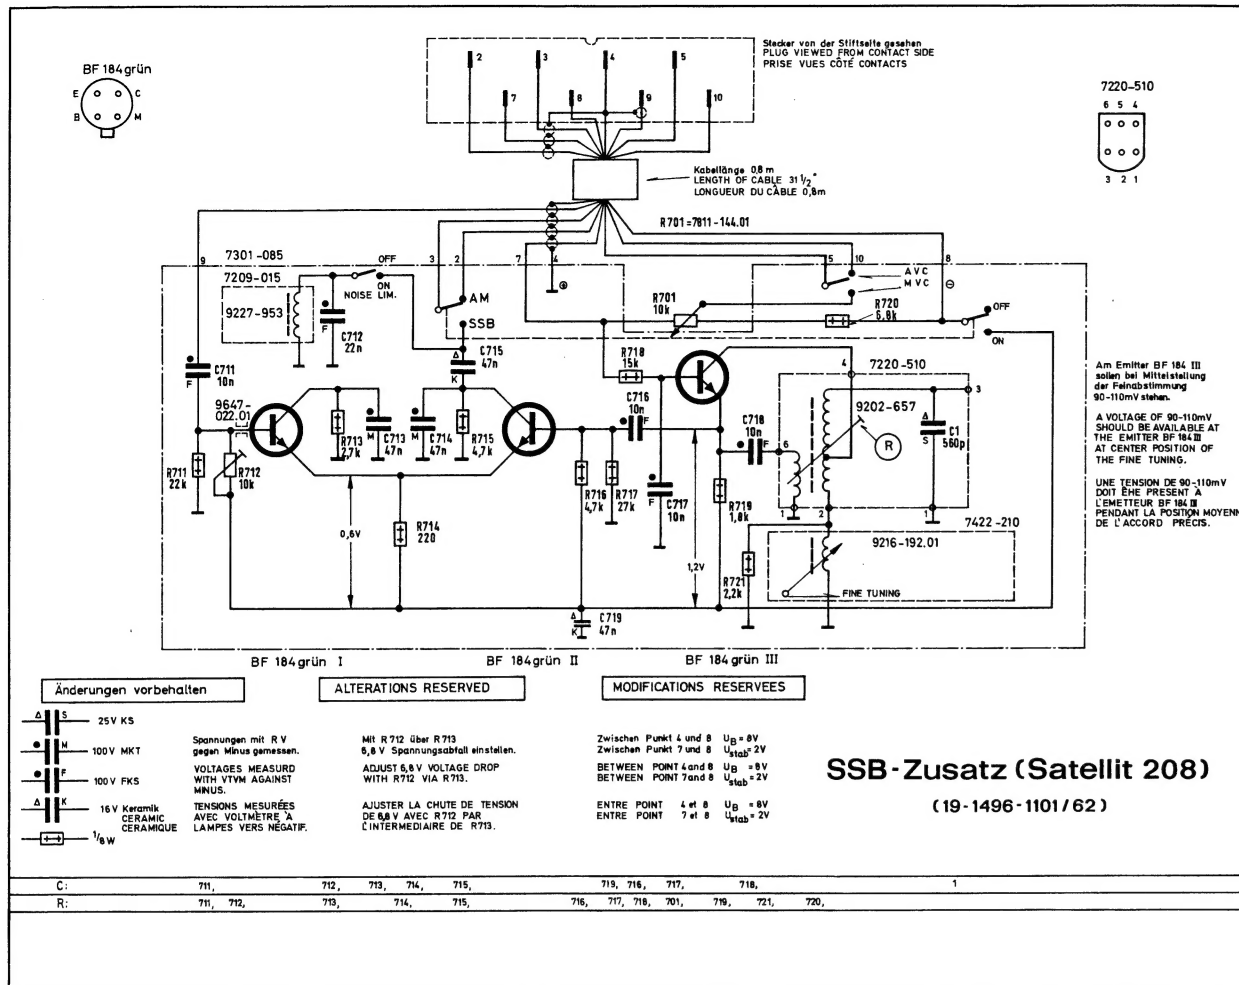 Stecker von der Stiftseite gesehen
PLUG VIEWED FROM CONTACT SIDE
PRISE VUES CÔTÉ CONTACTS
2
3
4
5
7
8
9
10
BF 184 grün
E
C
B
M
7220-510
6 5 4
3 2 1
Kabellänge 0,8 m
LENGTH OF CABLE 31 1/2"
LONGUEUR DU CÂBLE 0,8m
R701=7811-144.01
9
7301-085
3
2
7
4
5
10
8
7209-015
OFF
ON
NOISE LIM.
9227-953
F
C712
22n
AM
SSB
AVC
MVC
R701
10k
R720
6,8k
OFF
ON
C711
10n
F
C715
47n
K
R718
15k
4
7220-510
3
9647-
022.01
R713
2,7k
M
C713
47n
M
C714
47n
R715
4,7k
C716
10n
F
C718
10n
F
6
9202-657
R
S
C1
560p
R711
22k
R712
10k
R716
4,7k
R717
27k
F
C717
10n
R719
1,8k
1
2
1
7422-210
0,6V
R714
220
1,2V
R721
2,2k
9216-192.01
FINE TUNING
K
C719
47n
BF 184 grün I
BF 184 grün II
BF 184 grün III
Am Emitter BF 184 III
sollen bei Mittelstellung
der Feinabstimmung
90-110mV stehen.
A VOLTAGE OF 90-110mV
SHOULD BE AVAILABLE AT
THE EMITTER BF 184 III
AT CENTER POSITION OF
THE FINE TUNING.
UNE TENSION DE 90-110mV
DOIT ÊHE PRESENT A
L'EMETTEUR BF 184 III
PENDANT LA POSITION MOYENN
DE L'ACCORD PRÉCIS.
Änderungen vorbehalten
ALTERATIONS RESERVED
MODIFICATIONS RESERVEES
Δ S 25V KS
M 100V MKT
F 100V FKS
Δ K 16V Keramik
CERAMIC
CERAMIQUE
1/8W
Spannungen mit R V
gegen Minus gemessen.
VOLTAGES MEASURD
WITH VTVM AGAINST
MINUS.
TENSIONS MESURÉES
AVEC VOLTMÈTRE À
LAMPES VERS NÉGATIF.
Mit R712 über R713
6,8 V Spannungsabfall einstellen.
ADJUST 6,8 V VOLTAGE DROP
WITH R712 VIA R713.
AJUSTER LA CHUTE DE TENSION
DE 6,8 V AVEC R712 PAR
L'INTERMEDIAIRE DE R713.
Zwischen Punkt 4 und 8 UB = 8V
Zwischen Punkt 7 und 8 Ustab = 2V
BETWEEN POINT 4 and 8 UB = 8V
BETWEEN POINT 7 and 8 Ustab = 2V
ENTRE POINT 4 et 8 UB = 8V
ENTRE POINT 7 et 8 Ustab = 2V
SSB-Zusatz (Satellit 208)
(19-1496-1101/62)
C: 711, 712, 713, 714, 715, 719, 716, 717, 718, 1
R: 711, 712, 713, 714, 715, 716, 717, 718, 701, 719, 721, 720,